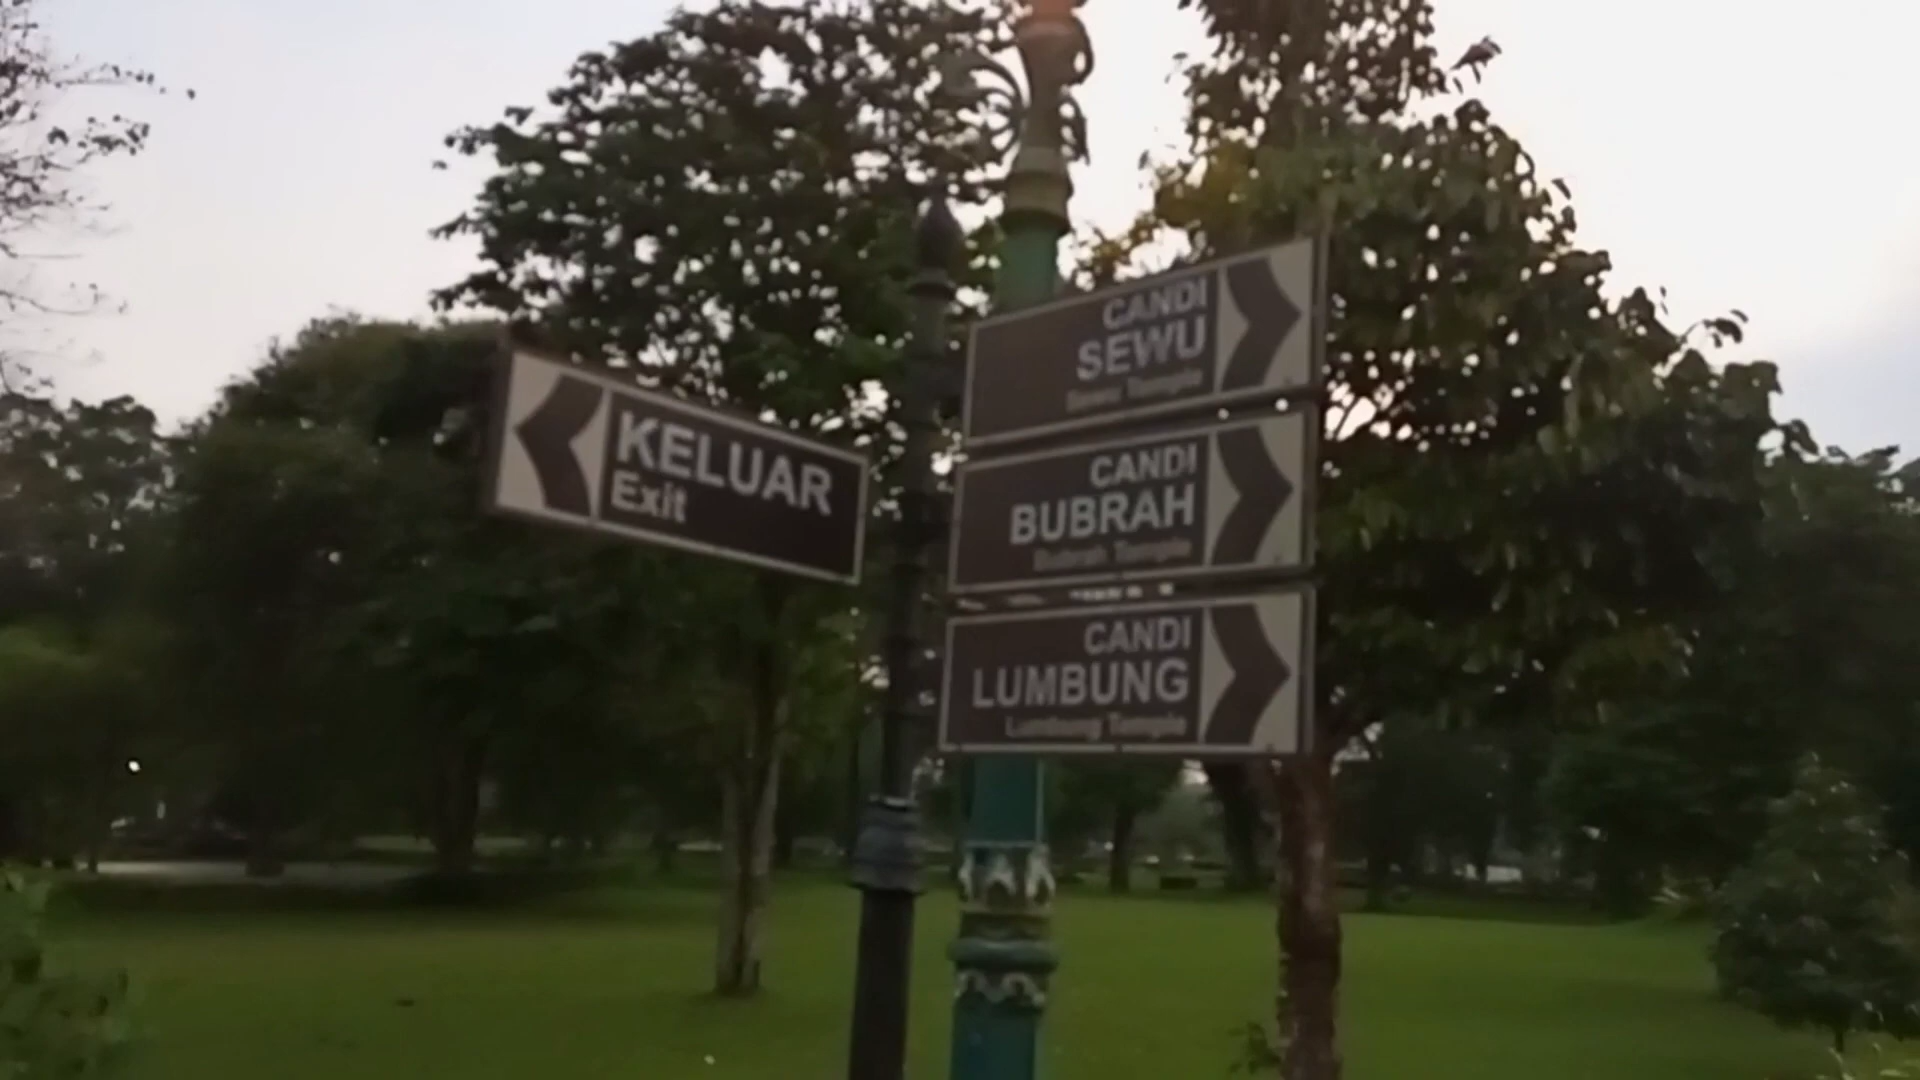 KELUAR
Exit
CANDI
SEWU
Sewu Temple
CANDI
BUBRAH
Bubrah Temple
CANDI
LUMBUNG
Lumbung Temple